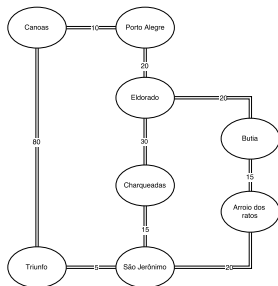 Canoas
10
Porto Alegre
20
Eldorado
20
80
30
Butia
15
Charqueadas
Arroio dos
ratos
15
Triunfo
5
São Jerônimo
20